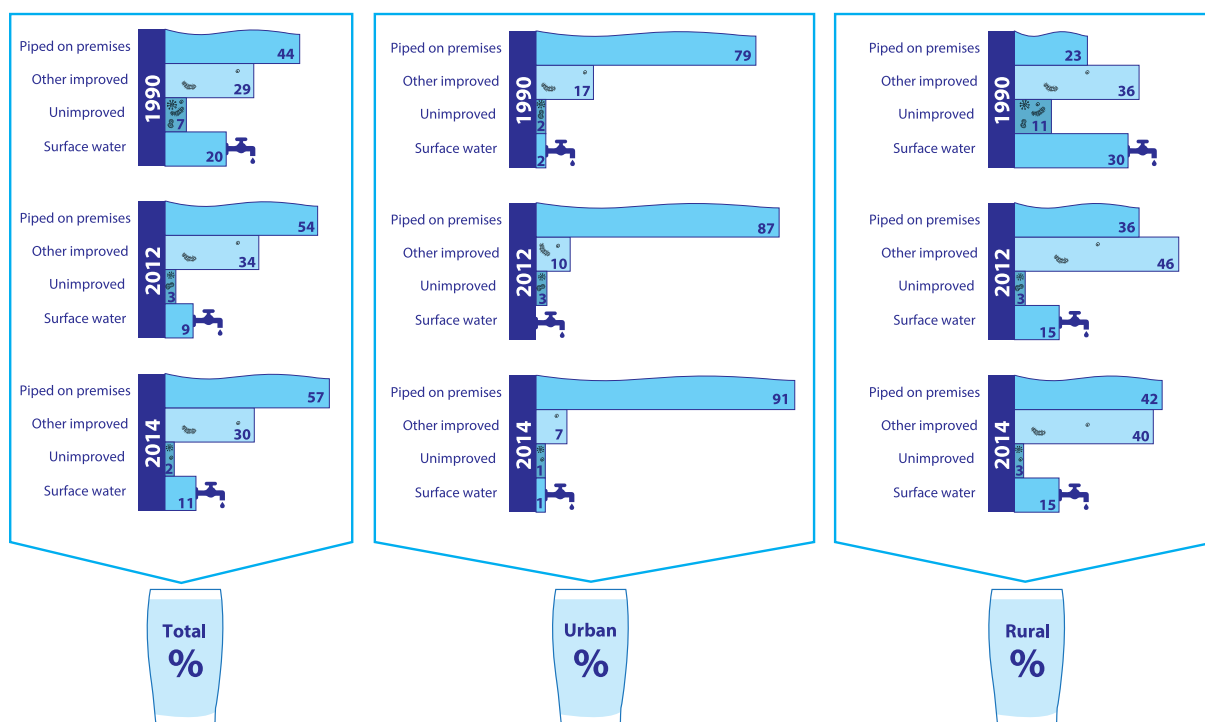 1990
Piped on premises 44
Other improved 29
Unimproved 7
Surface water 20
2012
Piped on premises 54
Other improved 34
Unimproved 3
Surface water 9
2014
Piped on premises 57
Other improved 30
Unimproved 2
Surface water 11
Total
%
1990
Piped on premises 79
Other improved 17
Unimproved 2
Surface water 2
2012
Piped on premises 87
Other improved 10
Unimproved 3
Surface water
2014
Piped on premises 91
Other improved 7
Unimproved 1
Surface water 1
Urban
%
1990
Piped on premises 23
Other improved 36
Unimproved 11
Surface water 30
2012
Piped on premises 36
Other improved 46
Unimproved 3
Surface water 15
2014
Piped on premises 42
Other improved 40
Unimproved 3
Surface water 15
Rural
%